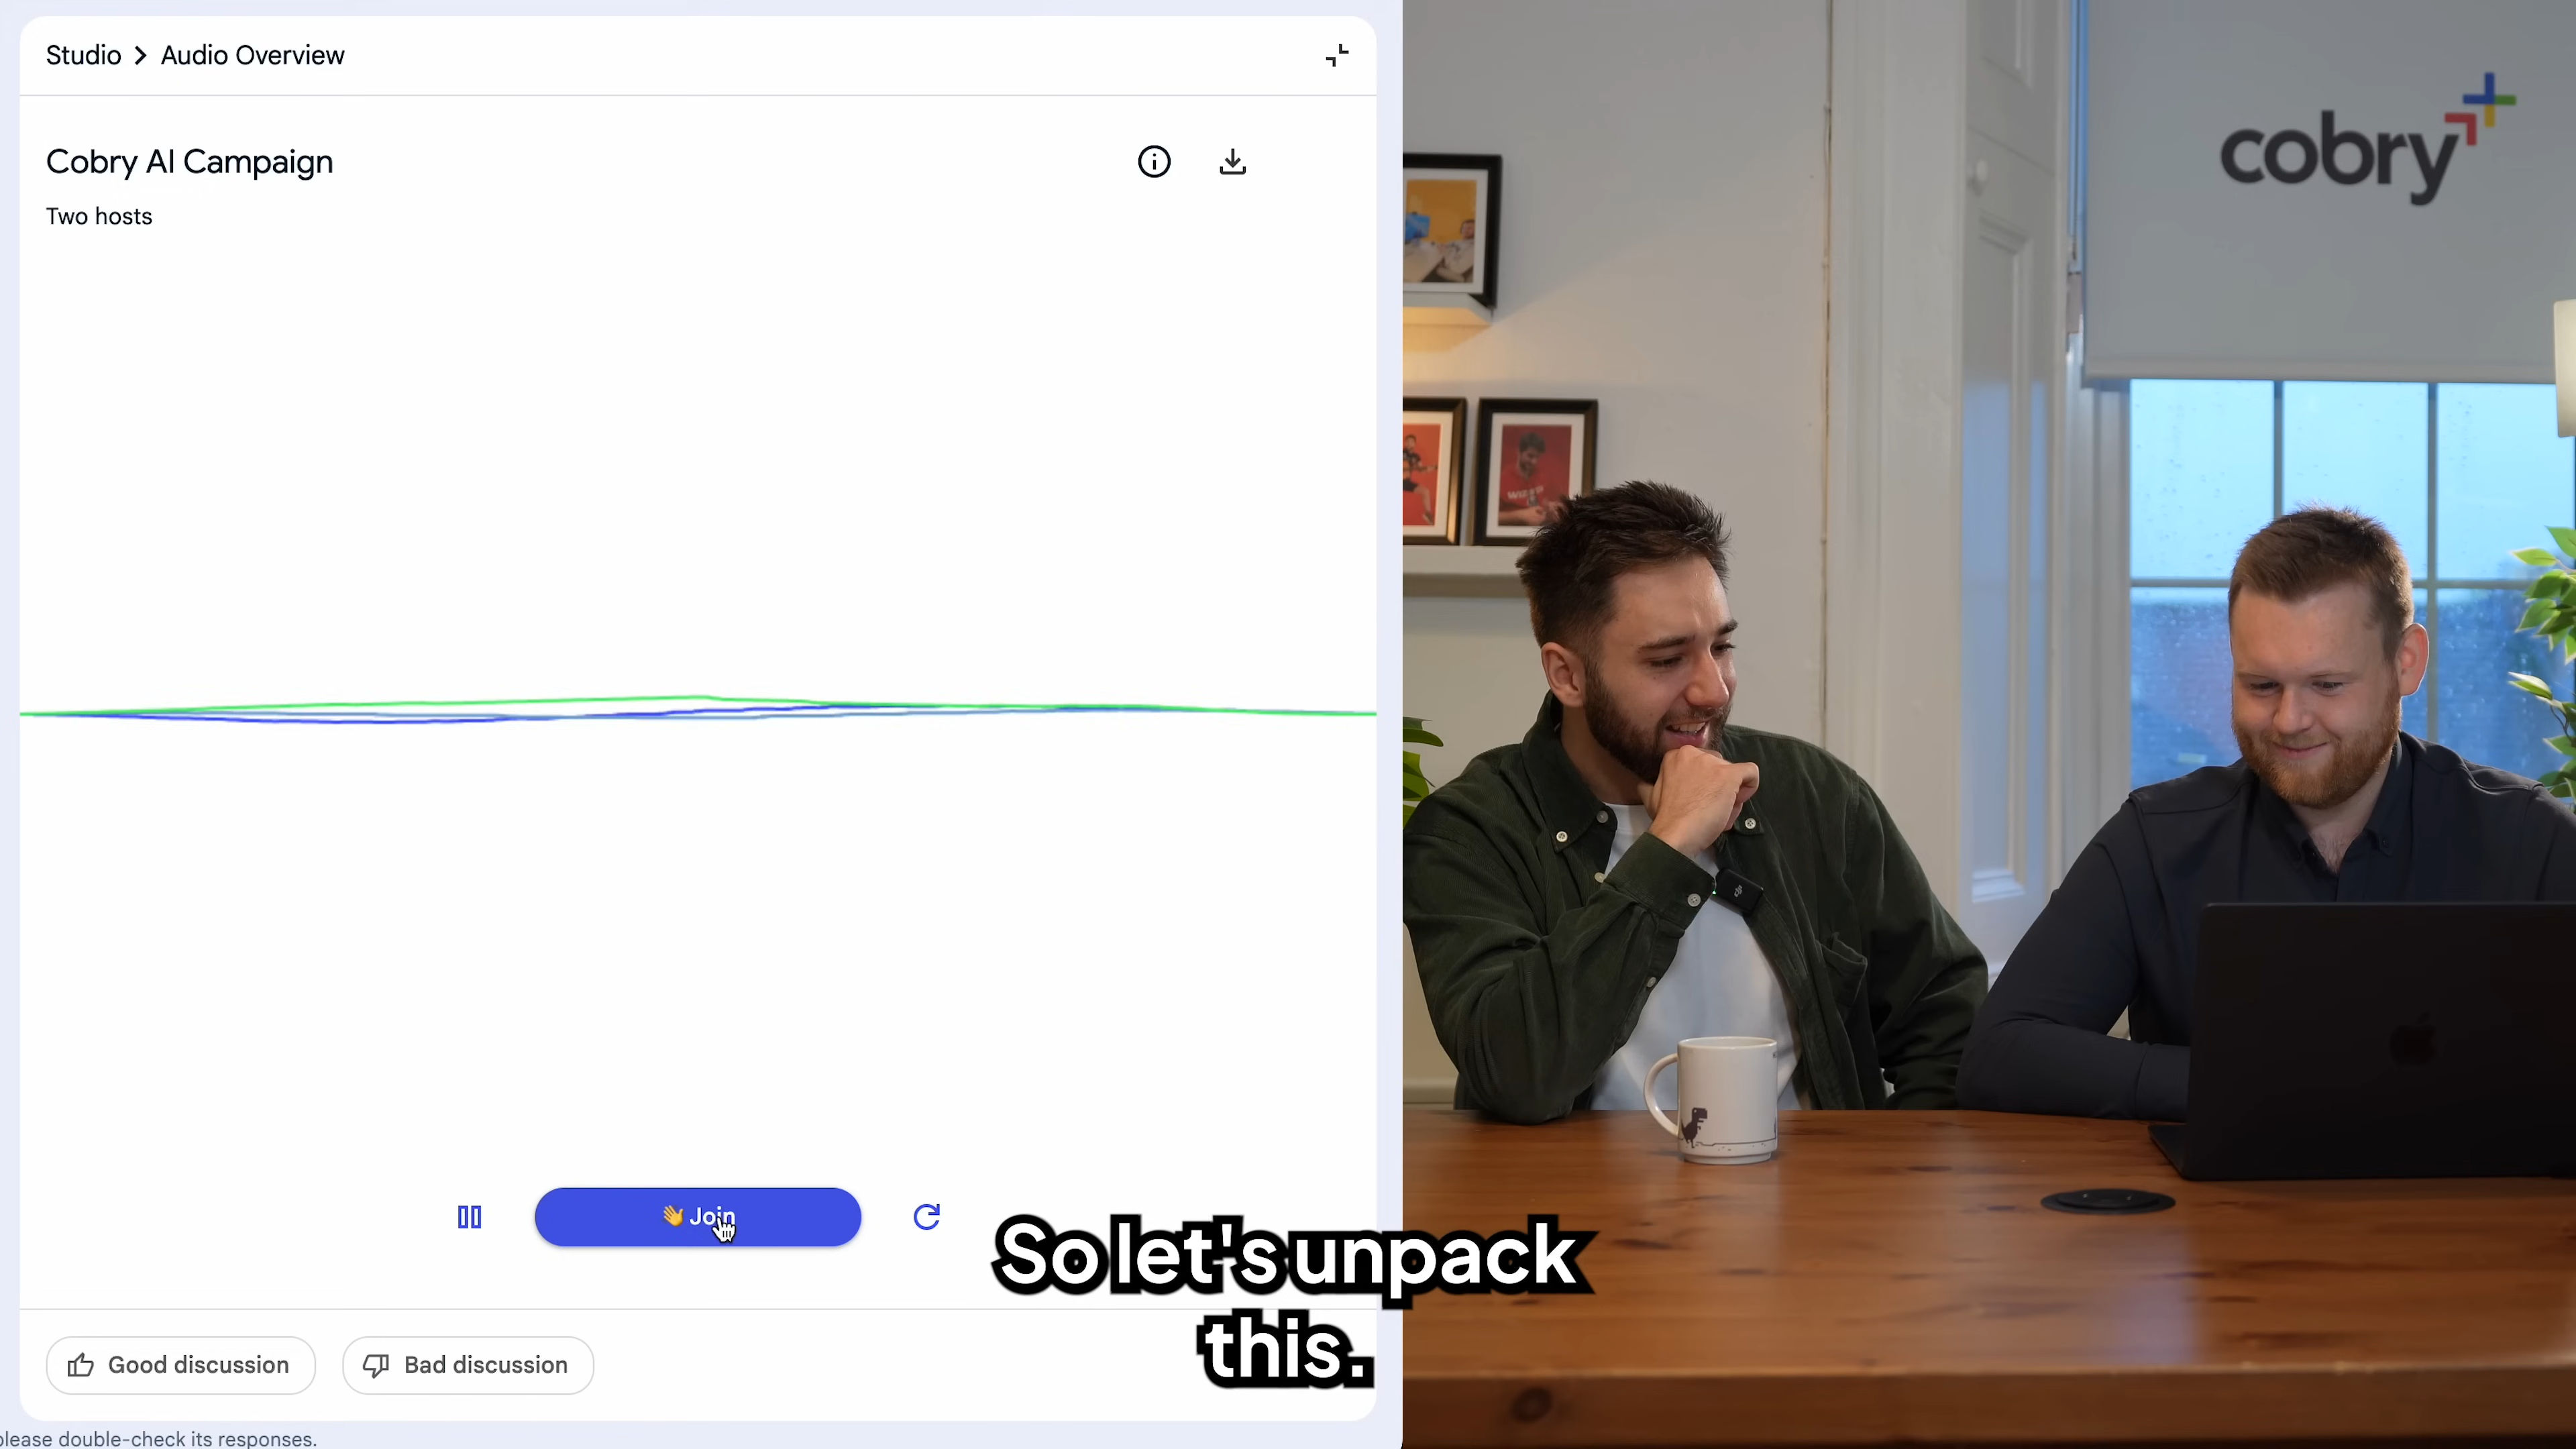 Studio > Audio Overview
Cobry AI Campaign
Two hosts
cobry
👋 Join
So let's unpack
this.
Good discussion
Bad discussion
please double-check its responses.